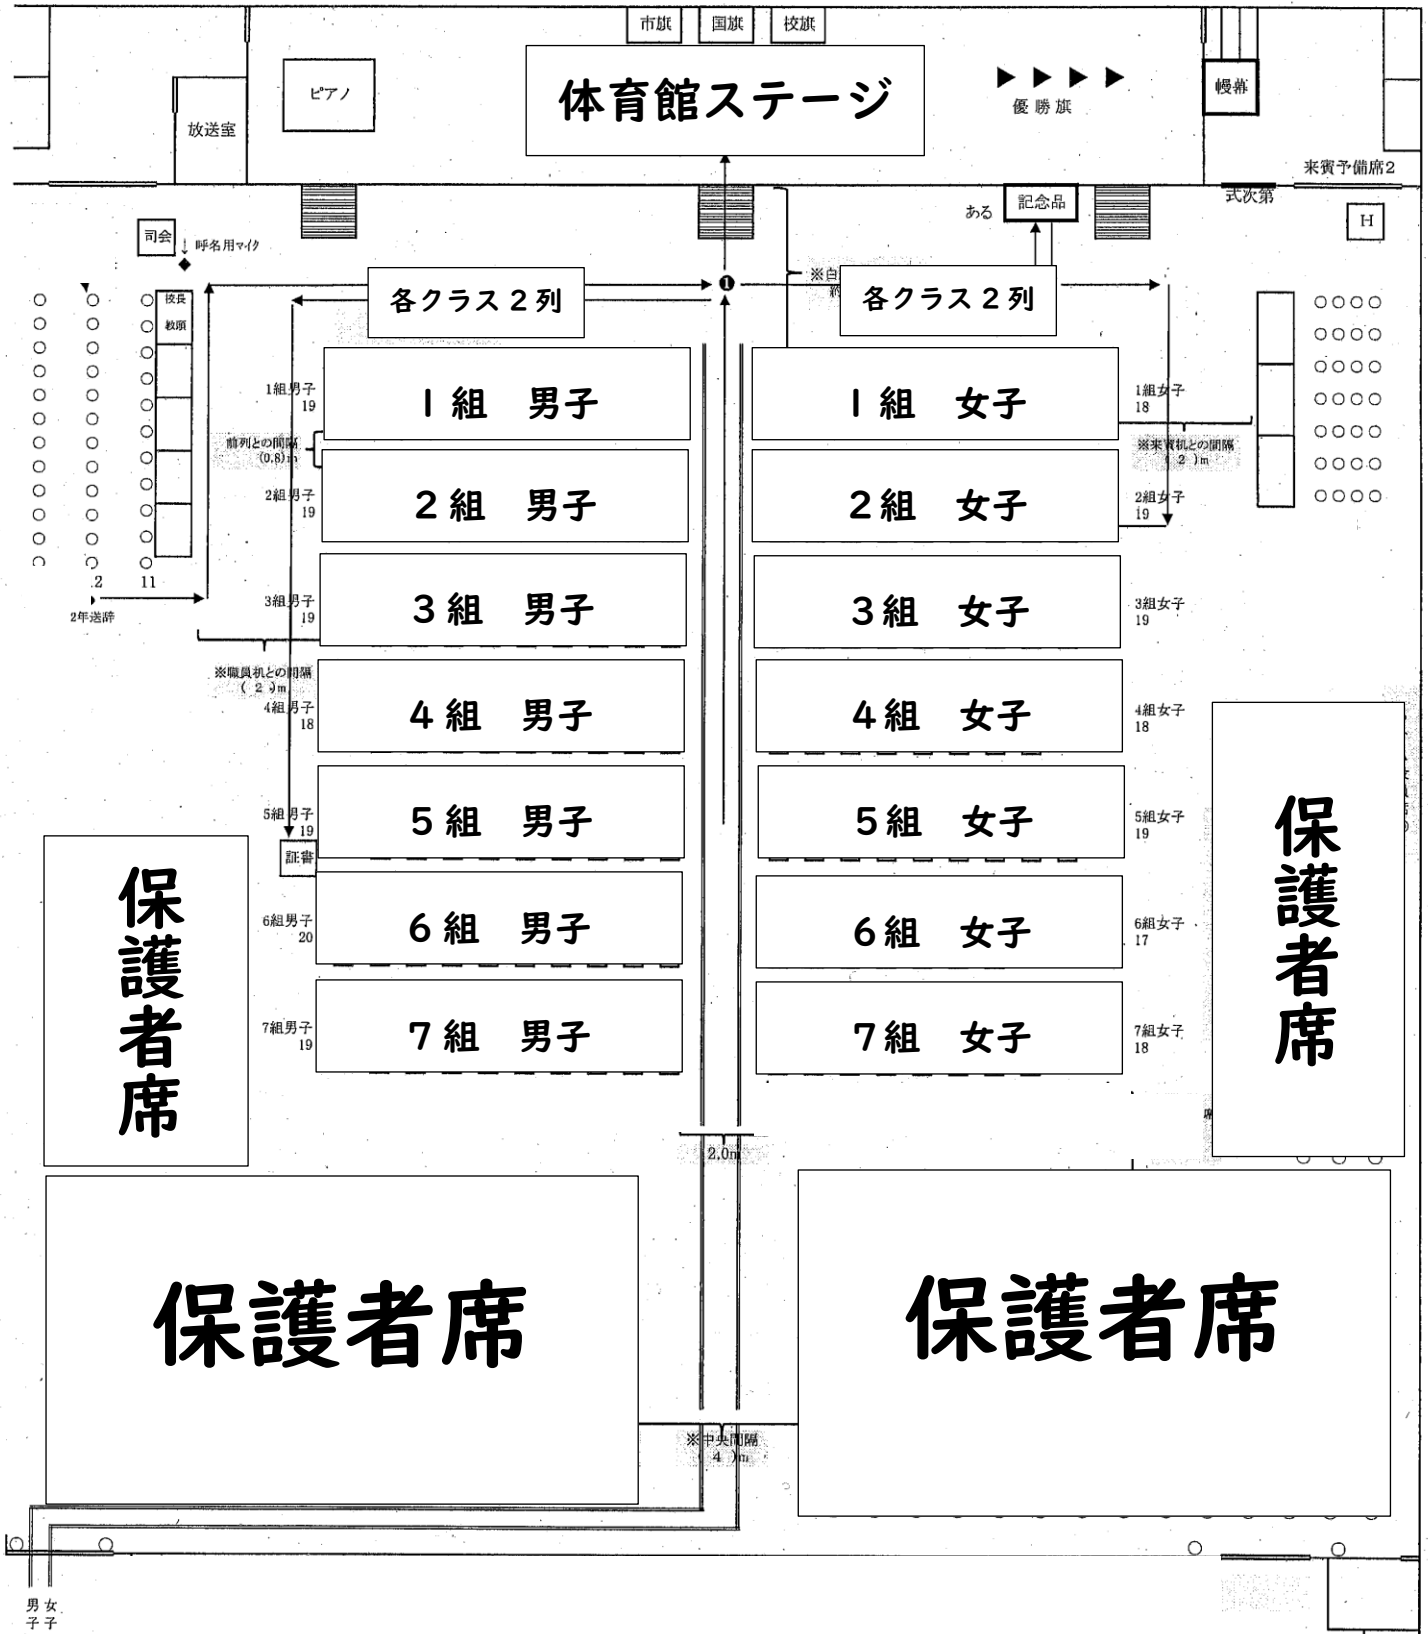 市旗 国旗 校旗
体育館ステージ
ピアノ
放送室
優勝旗
幔幕
来賓予備席2
式次第
ある
記念品
司会
↓ 呼名用マイク
校長
教頭
❶
※白
各クラス２列
各クラス２列
1組男子
19
１組 男子
１組 女子
1組女子
18
前列との間隔
(0.8)m
※来賓机との間隔
( 2 )m
2組男子
19
２組 男子
２組 女子
2組女子
19
12 11
2年送辞
3組男子
19
３組 男子
３組 女子
3組女子
19
※職員机との間隔
( 2 )m
4組男子
18
４組 男子
４組 女子
4組女子
18
5組男子
19
５組 男子
５組 女子
5組女子
19
証書
6組男子
20
６組 男子
６組 女子
6組女子
17
7組男子
19
７組 男子
７組 女子
7組女子
18
保護者席
保護者席
2.0m
保護者席
保護者席
※中央間隔
( 4 )m
男子
女子